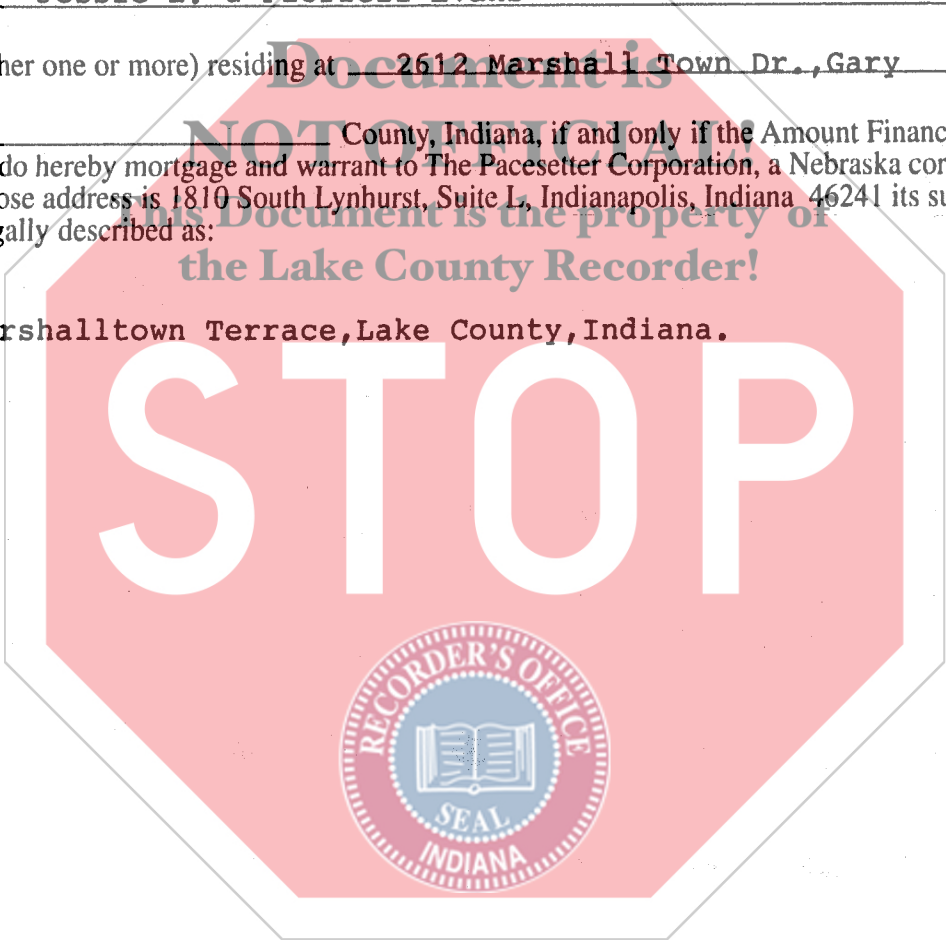 Evans
her one or more) residing at 2612 Marshall Town Dr.,Gary
Document is
County, Indiana, if and only if the Amount Financ
NOT OFFICIAL!
do hereby mortgage and warrant to The Pacesetter Corporation, a Nebraska cor
ose address is 1810 South Lynhurst, Suite L, Indianapolis, Indiana 46241 its su
This Document is the property of
gally described as:
the Lake County Recorder!
rshalltown Terrace,Lake County,Indiana.
STOP
RECORDER'S OFFICE
SEAL
INDIANA